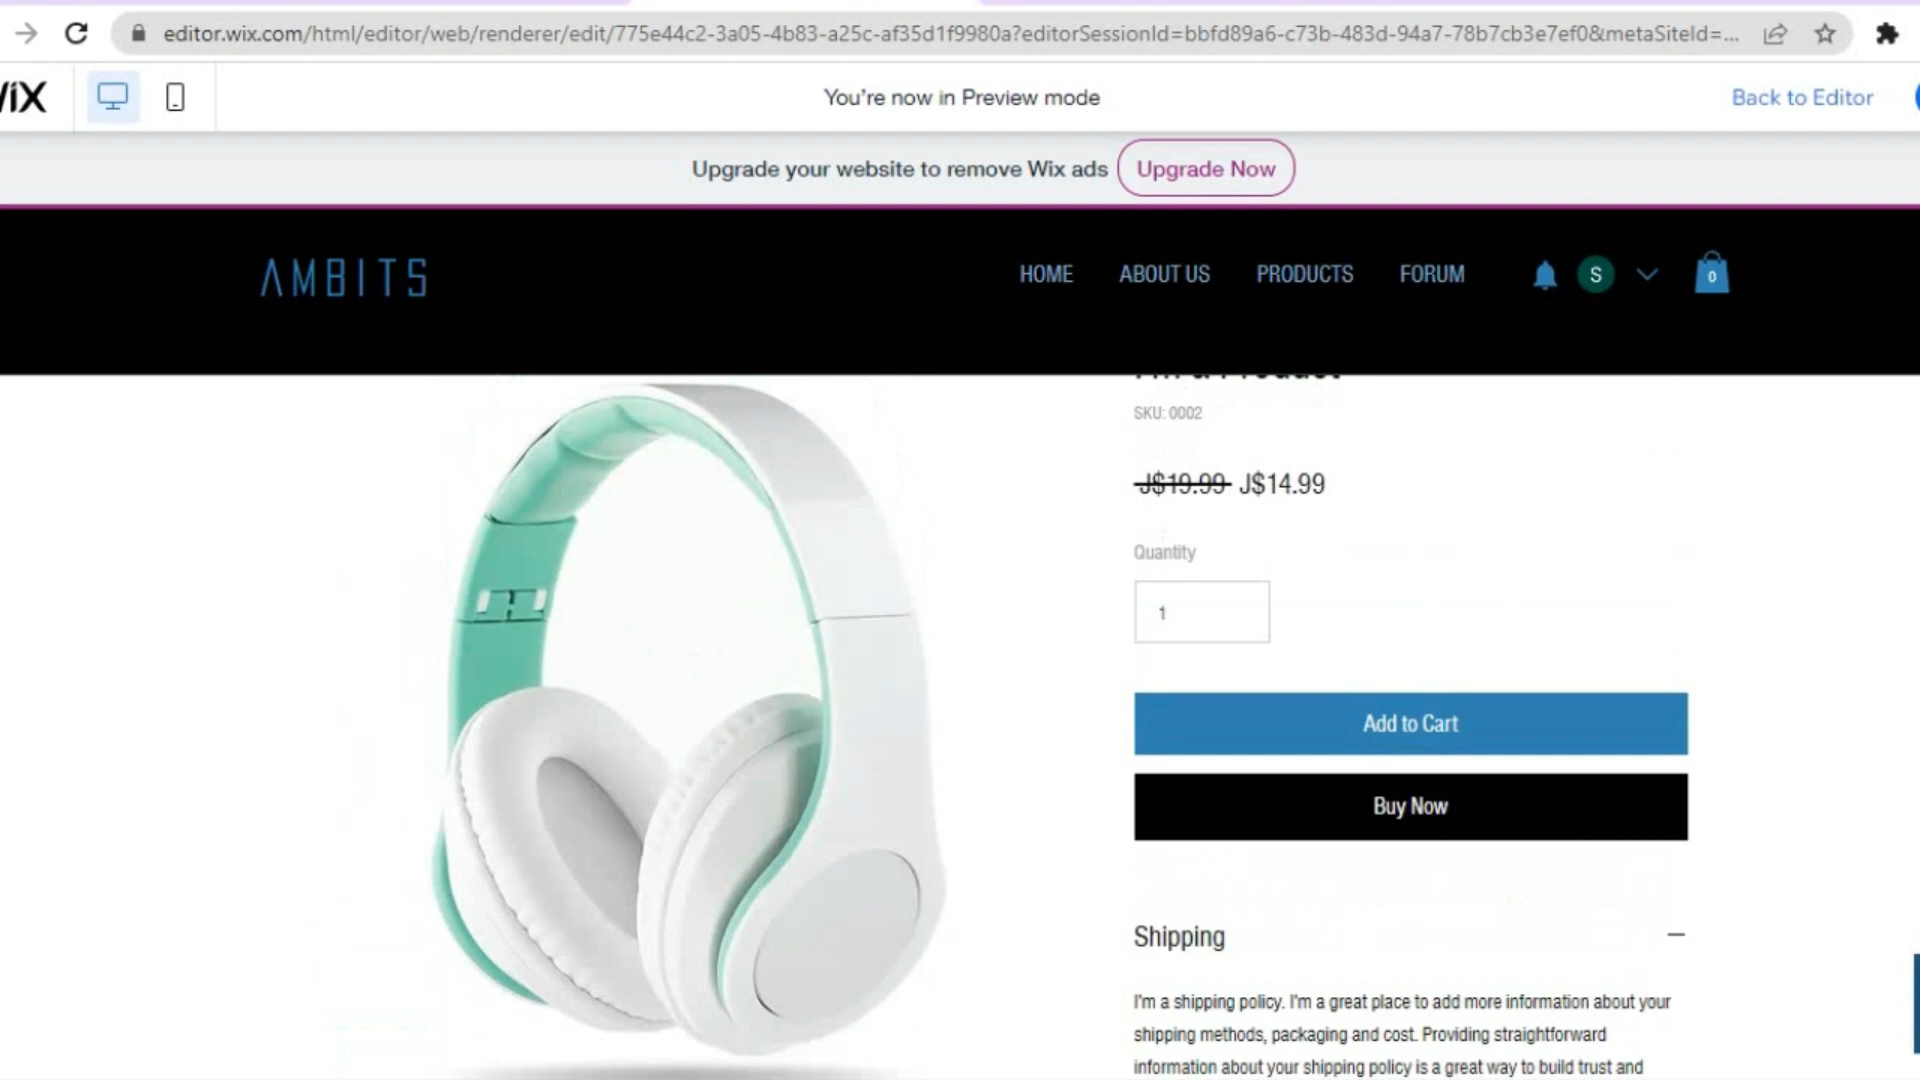 editor.wix.com/html/editor/web/renderer/edit/775e44c2-3a05-4b83-a25c-af35d1f9980a?editorSessionId=bbfd89a6-c73b-483d-94a7-78b7cb3e7ef0&metaSiteId=...
WiX
You're now in Preview mode
Back to Editor
Upgrade your website to remove Wix ads
Upgrade Now
AMBITS
HOME ABOUT US PRODUCTS FORUM
S
0
I'm a Product
SKU: 0002
J$19.99 J$14.99
Quantity
1
Add to Cart
Buy Now
Shipping
I'm a shipping policy. I'm a great place to add more information about your
shipping methods, packaging and cost. Providing straightforward
information about your shipping policy is a great way to build trust and